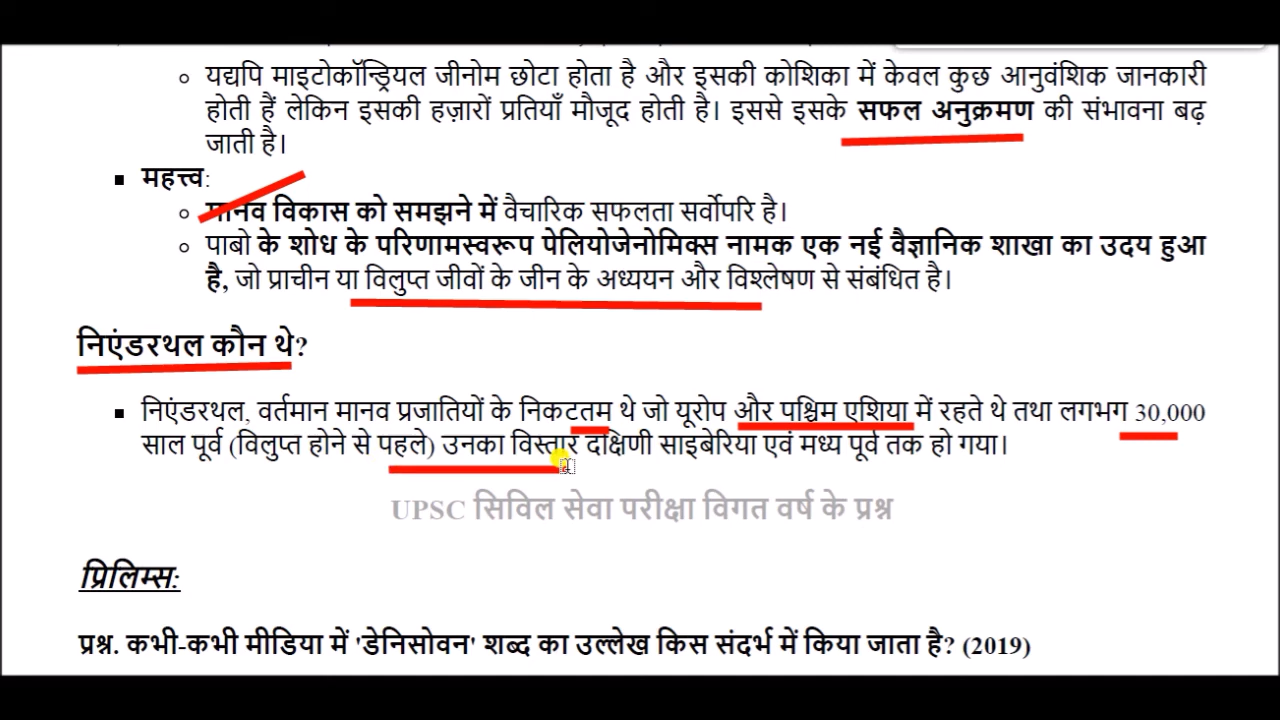 यद्यपि माइटोकॉन्ड्रियल जीनोम छोटा होता है और इसकी कोशिका में केवल कुछ आनुवंशिक जानकारी
होती हैं लेकिन इसकी हज़ारों प्रतियाँ मौजूद होती है। इससे इसके सफल अनुक्रमण की संभावना बढ़
जाती है।
महत्त्व:
मानव विकास को समझने में वैचारिक सफलता सर्वोपरि है।
पाबो के शोध के परिणामस्वरूप पेलियोजेनोमिक्स नामक एक नई वैज्ञानिक शाखा का उदय हुआ
है, जो प्राचीन या विलुप्त जीवों के जीन के अध्ययन और विश्लेषण से संबंधित है।
निएंडरथल कौन थे?
निएंडरथल, वर्तमान मानव प्रजातियों के निकटतम थे जो यूरोप और पश्चिम एशिया में रहते थे तथा लगभग 30,000
साल पूर्व (विलुप्त होने से पहले) उनका विस्तार दक्षिणी साइबेरिया एवं मध्य पूर्व तक हो गया।
UPSC सिविल सेवा परीक्षा विगत वर्ष के प्रश्न
प्रिलिम्स:
प्रश्न. कभी-कभी मीडिया में 'डेनिसोवन' शब्द का उल्लेख किस संदर्भ में किया जाता है? (2019)